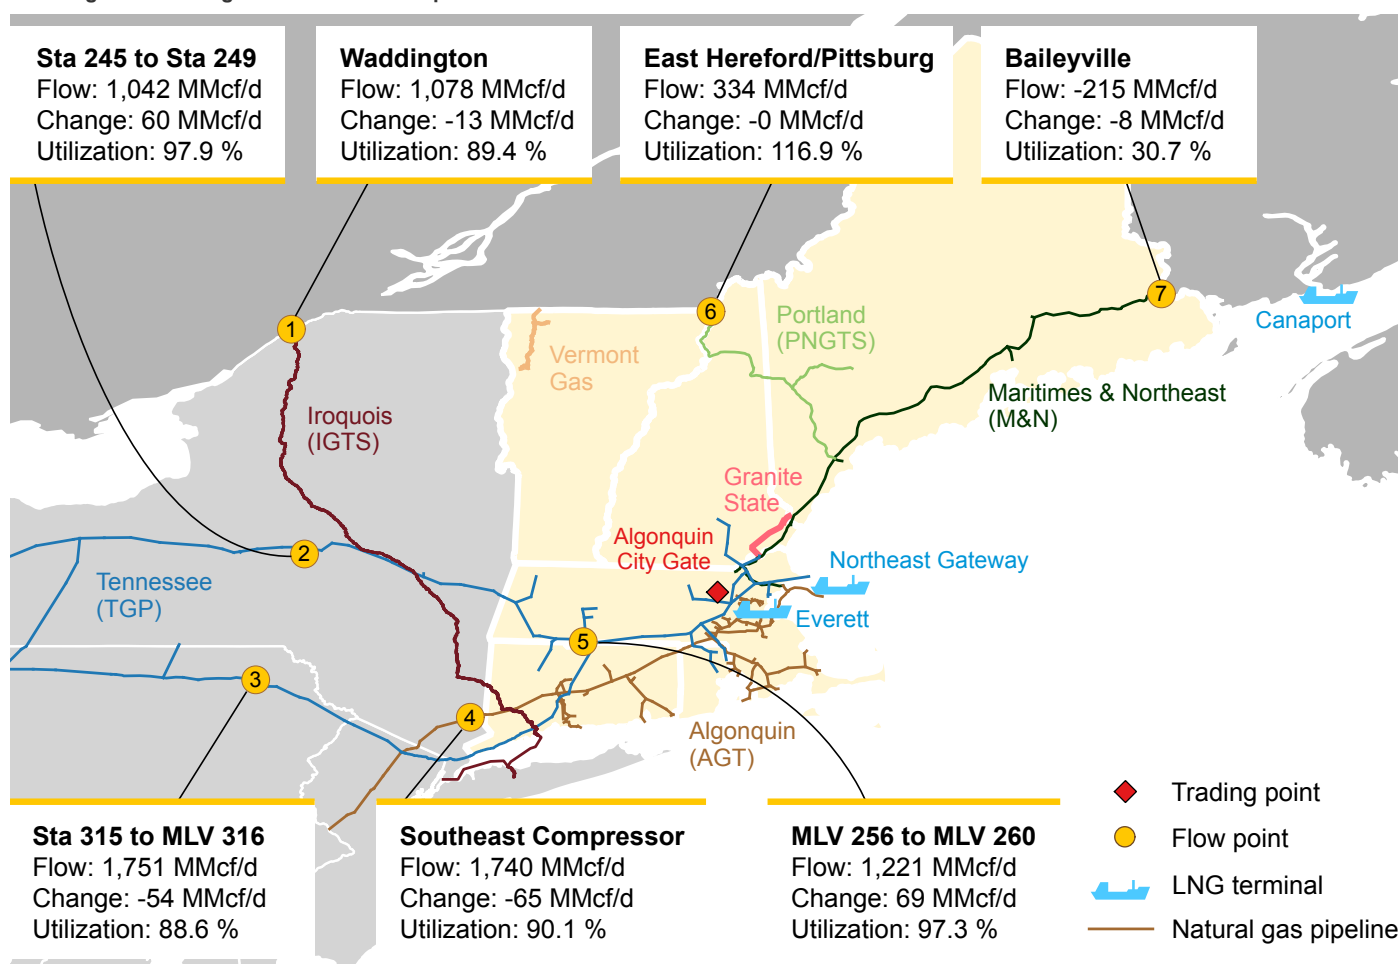 Sta 245 to Sta 249
Flow: 1,042 MMcf/d
Change: 60 MMcf/d
Utilization: 97.9 %
Waddington
Flow: 1,078 MMcf/d
Change: -13 MMcf/d
Utilization: 89.4 %
East Hereford/Pittsburg
Flow: 334 MMcf/d
Change: -0 MMcf/d
Utilization: 116.9 %
Baileyville
Flow: -215 MMcf/d
Change: -8 MMcf/d
Utilization: 30.7 %
7
Canaport
6
Portland
(PNGTS)
1
Vermont
Gas
Maritimes & Northeast
(M&N)
Iroquois
(IGTS)
Granite
State
Algonquin
City Gate
2
Northeast Gateway
Tennessee
(TGP)
Everett
5
3
4
Algonquin
(AGT)
Sta 315 to MLV 316
Flow: 1,751 MMcf/d
Change: -54 MMcf/d
Utilization: 88.6 %
Southeast Compressor
Flow: 1,740 MMcf/d
Change: -65 MMcf/d
Utilization: 90.1 %
MLV 256 to MLV 260
Flow: 1,221 MMcf/d
Change: 69 MMcf/d
Utilization: 97.3 %
Trading point
Flow point
LNG terminal
Natural gas pipeline